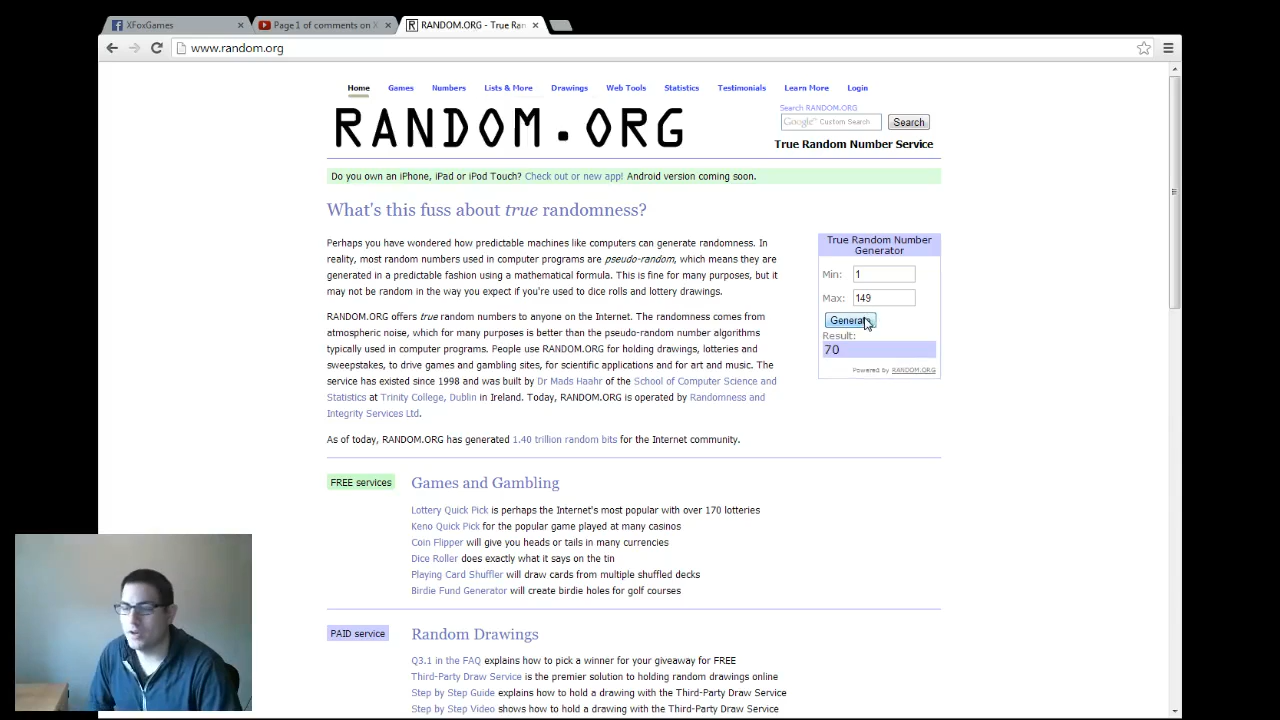 XFoxGames
Page 1 of comments on X
RANDOM.ORG - True Ran
www.random.org
Home Games Numbers Lists & More Drawings Web Tools Statistics Testimonials Learn More Login
RANDOM.ORG
Search RANDOM.ORG
Google™ Custom Search Search
True Random Number Service
Do you own an iPhone, iPad or iPod Touch? Check out or new app! Android version coming soon.
What's this fuss about true randomness?
Perhaps you have wondered how predictable machines like computers can generate randomness. In
reality, most random numbers used in computer programs are pseudo-random, which means they are
generated in a predictable fashion using a mathematical formula. This is fine for many purposes, but it
may not be random in the way you expect if you're used to dice rolls and lottery drawings.
RANDOM.ORG offers true random numbers to anyone on the Internet. The randomness comes from
atmospheric noise, which for many purposes is better than the pseudo-random number algorithms
typically used in computer programs. People use RANDOM.ORG for holding drawings, lotteries and
sweepstakes, to drive games and gambling sites, for scientific applications and for art and music. The
service has existed since 1998 and was built by Dr Mads Haahr of the School of Computer Science and
Statistics at Trinity College, Dublin in Ireland. Today, RANDOM.ORG is operated by Randomness and
Integrity Services Ltd.
As of today, RANDOM.ORG has generated 1.40 trillion random bits for the Internet community.
True Random Number
Generator
Min: 1
Max: 149
Generate
Result:
70
Powered by RANDOM.ORG
FREE services
Games and Gambling
Lottery Quick Pick is perhaps the Internet's most popular with over 170 lotteries
Keno Quick Pick for the popular game played at many casinos
Coin Flipper will give you heads or tails in many currencies
Dice Roller does exactly what it says on the tin
Playing Card Shuffler will draw cards from multiple shuffled decks
Birdie Fund Generator will create birdie holes for golf courses
PAID service
Random Drawings
Q3.1 in the FAQ explains how to pick a winner for your giveaway for FREE
Third-Party Draw Service is the premier solution to holding random drawings online
Step by Step Guide explains how to hold a drawing with the Third-Party Draw Service
Step by Step Video shows how to hold a drawing with the Third-Party Draw Service